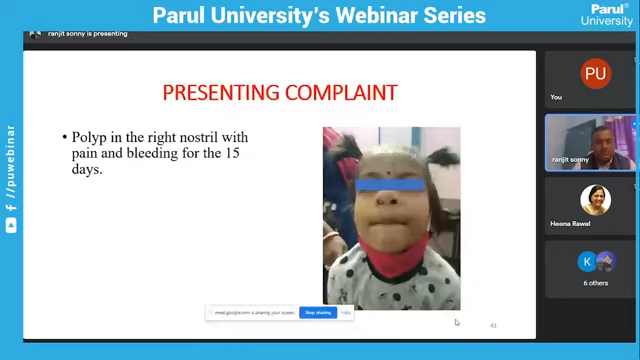 Parul University's Webinar Series
Parul® University
ranjit sonny is presenting
PRESENTING COMPLAINT
• Polyp in the right nostril with
pain and bleeding for the 15
days.
PU
You
ranjit sonny
Heena Rawal
K
6 others
meet.google.com is sharing your screen.
Stop sharing
Hide
41
/puwebinar